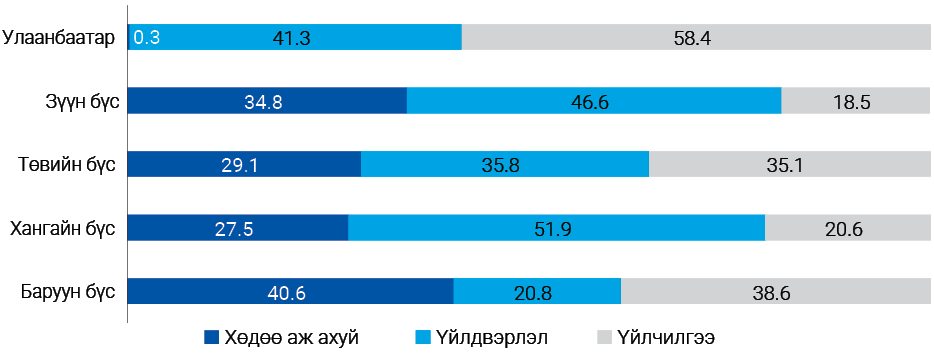 Улаанбаатар 0.3 41.3 58.4
Зүүн бүс 34.8 46.6 18.5
Төвийн бүс 29.1 35.8 35.1
Хангайн бүс 27.5 51.9 20.6
Баруун бүс 40.6 20.8 38.6
Хөдөө аж ахуй Үйлдвэрлэл Үйлчилгээ